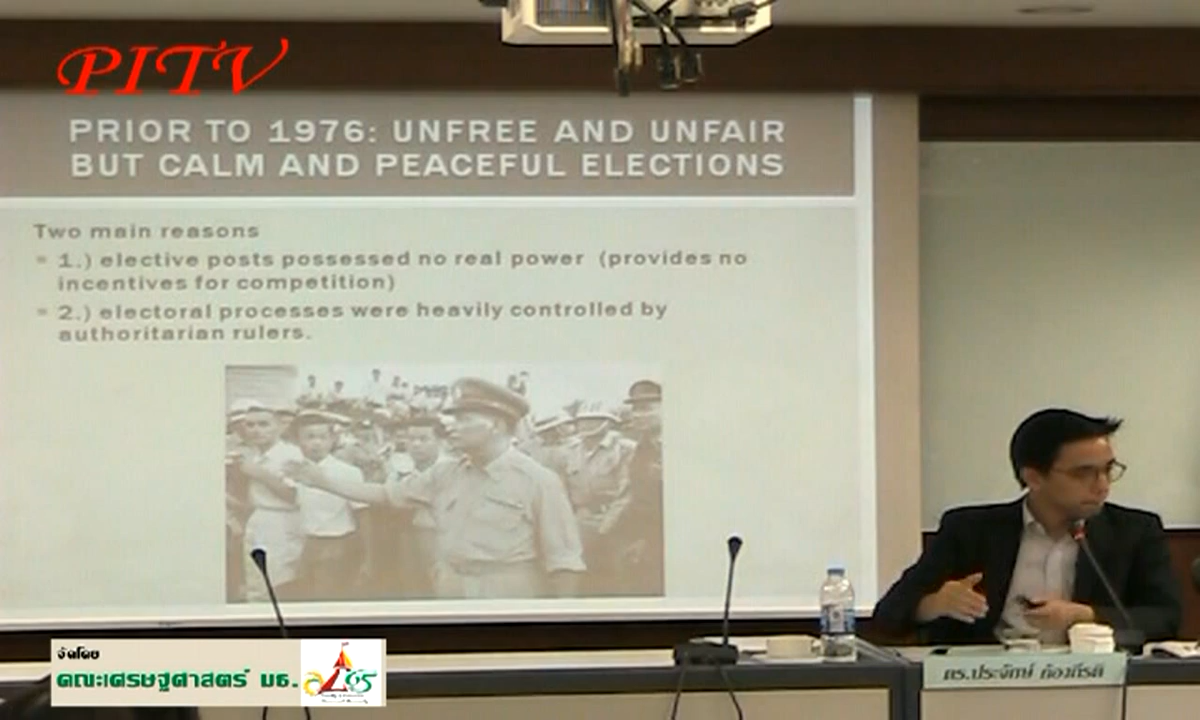 PITV
PRIOR TO 1976: UNFREE AND UNFAIR
BUT CALM AND PEACEFUL ELECTIONS
Two main reasons
1.) elective posts possessed no real power (provides no
incentives for competition)
2.) electoral processes were heavily controlled by
authoritarian rulers.
จัดโดย
คณะเศรษฐศาสตร์ มธ.
ดร.ประจักษ์ ก้องกีรติ